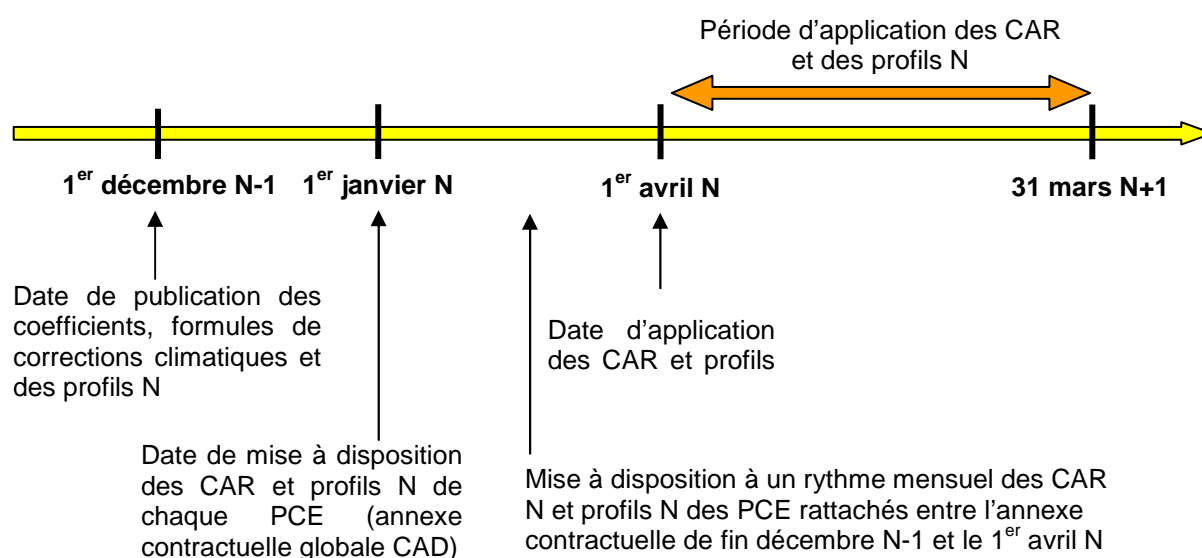 Période d'application des CAR
et des profils N
1er décembre N-1
1er janvier N
1er avril N
31 mars N+1
Date de publication des
coefficients, formules de
corrections climatiques et
des profils N
Date d'application
des CAR et profils
Date de mise à disposition
des CAR et profils N de
chaque PCE (annexe
contractuelle globale CAD)
Mise à disposition à un rythme mensuel des CAR
N et profils N des PCE rattachés entre l'annexe
contractuelle de fin décembre N-1 et le 1er avril N